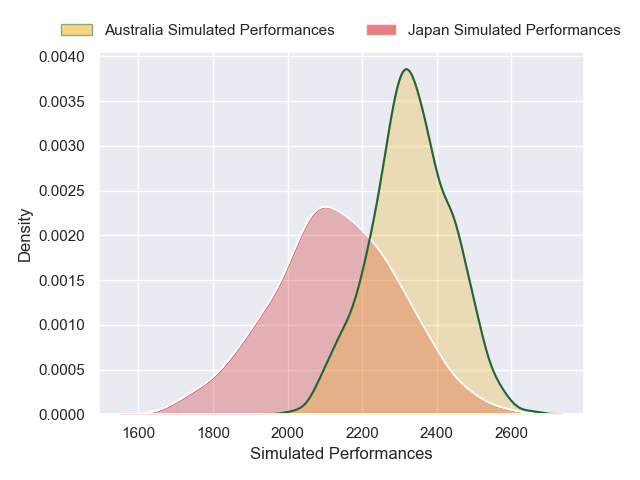 Australia Simulated Performances
Japan Simulated Performances
0.0040
0.0035
0.0030
0.0025
0.0020
0.0015
0.0010
0.0005
0.0000
Density
1600 1800 2000 2200 2400 2600
Simulated Performances